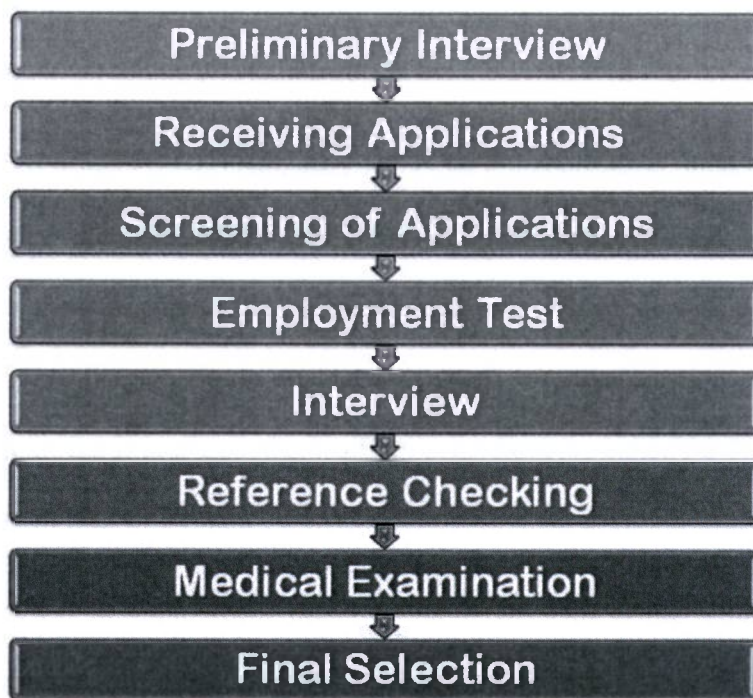 Preliminary Interview
Receiving Applications
Screening of Applications
Employment Test
Interview
Reference Checking
Medical Examination
Final Selection